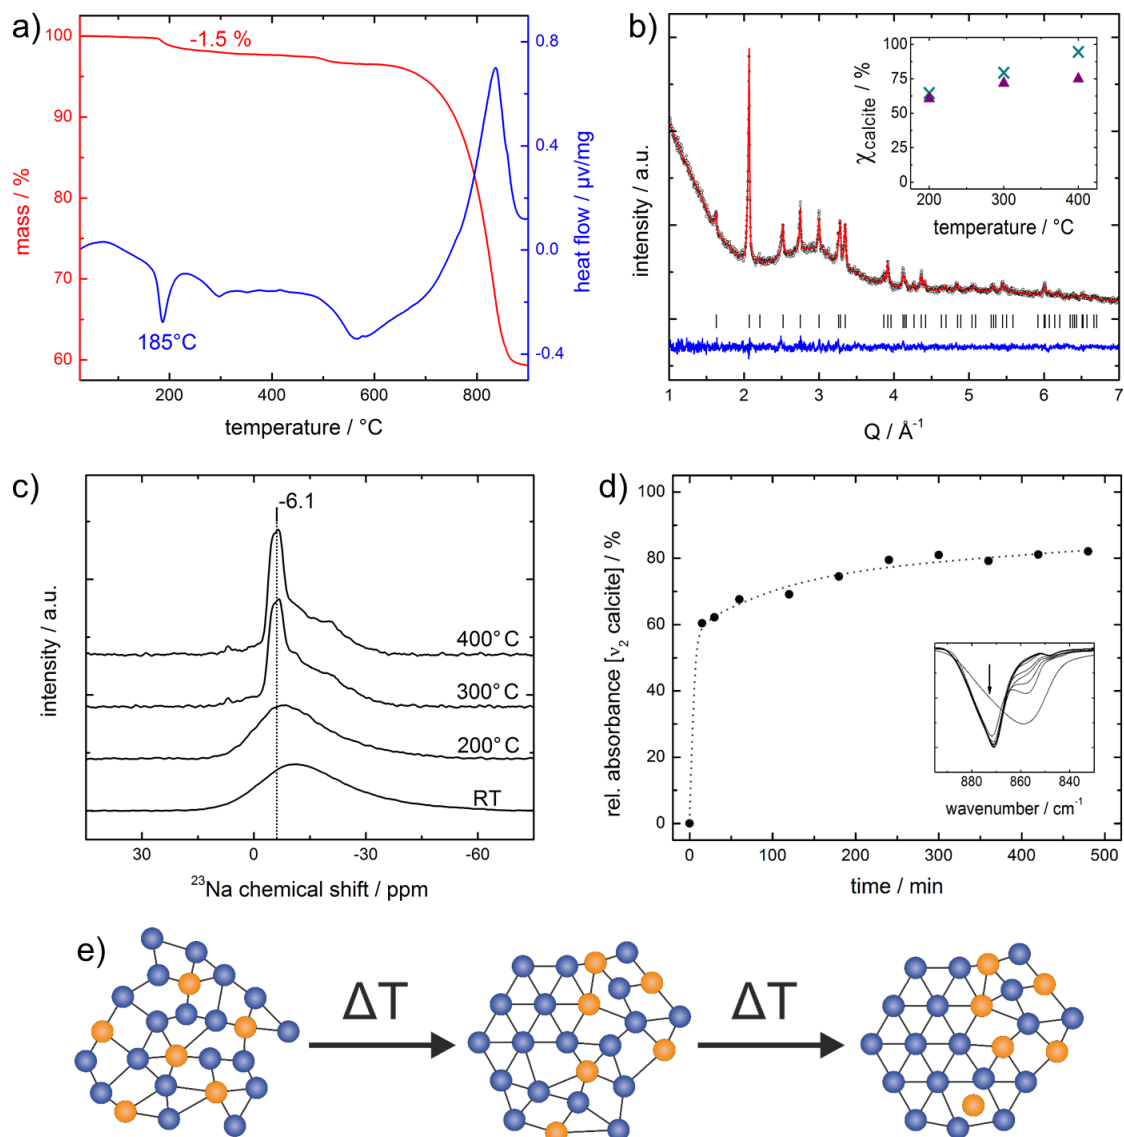 a)
-1.5 %
185°C
mass / %
100
90
80
70
60
heat flow / μv/mg
0.8
0.4
0.0
-0.4
200 400 600 800
temperature / °C
b)
intensity / a.u.
1 2 3 4 5 6 7
Q / Å⁻¹
χcalcite / %
100
75
50
25
0
200 300 400
temperature / °C
c)
-6.1
400°C
300°C
200°C
RT
intensity / a.u.
30 0 -30 -60
²³Na chemical shift / ppm
d)
rel. absorbance [ν₂ calcite] / %
100
80
60
40
20
0
0 100 200 300 400 500
time / min
880 860 840
wavenumber / cm⁻¹
e)
ΔT
ΔT